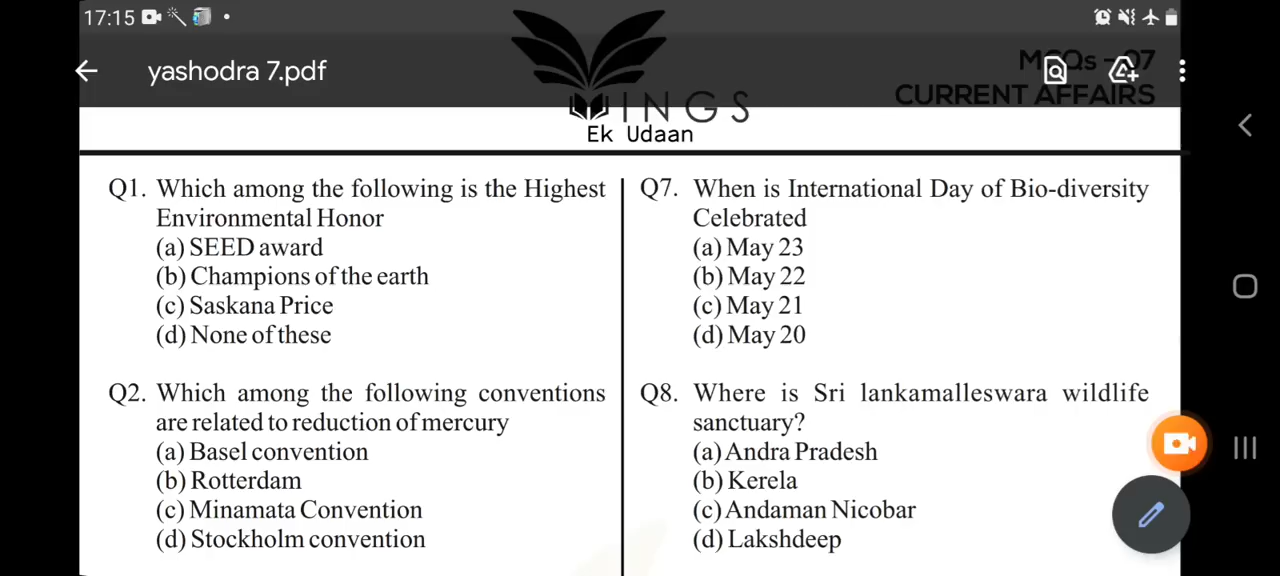 17:15
yashodra 7.pdf
MCQs - 07
CURRENT AFFAIRS
WINGS
Ek Udaan
Q1. Which among the following is the Highest
Environmental Honor
(a) SEED award
(b) Champions of the earth
(c) Saskana Price
(d) None of these
Q2. Which among the following conventions
are related to reduction of mercury
(a) Basel convention
(b) Rotterdam
(c) Minamata Convention
(d) Stockholm convention
Q7. When is International Day of Bio-diversity
Celebrated
(a) May 23
(b) May 22
(c) May 21
(d) May 20
Q8. Where is Sri lankamalleswara wildlife
sanctuary?
(a) Andra Pradesh
(b) Kerela
(c) Andaman Nicobar
(d) Lakshdeep